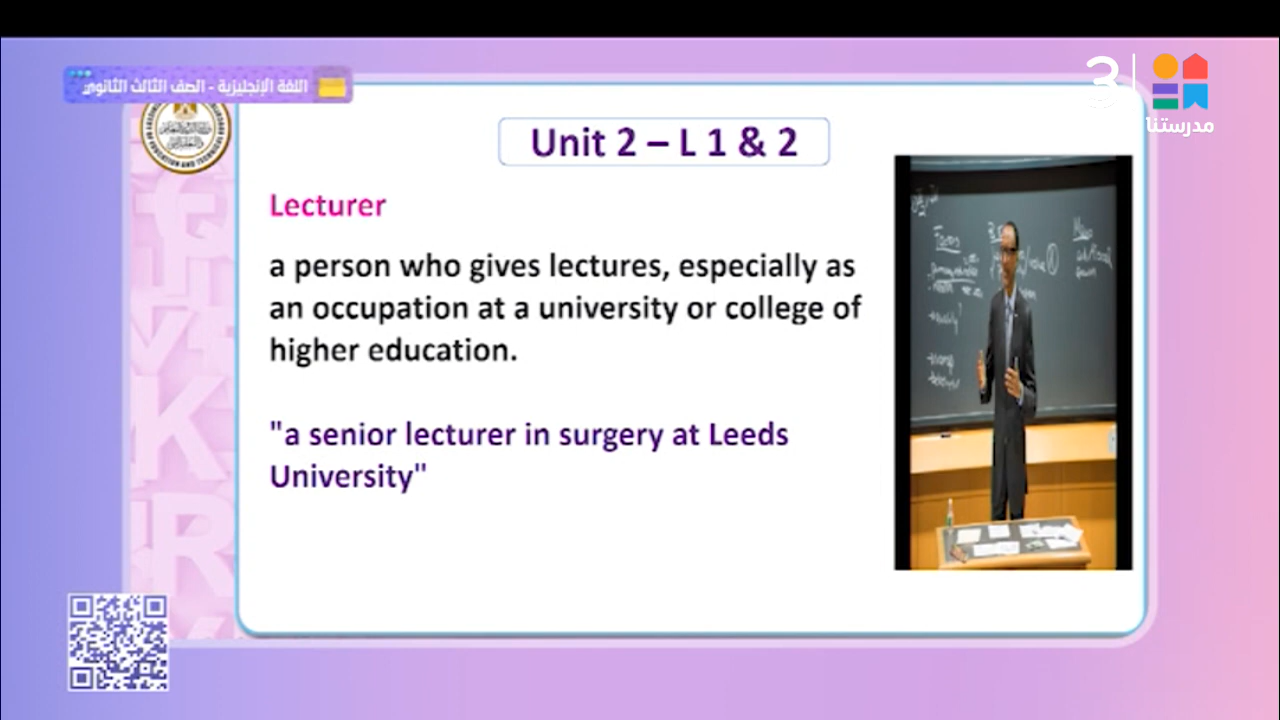 اللغة الإنجليزية - الصف الثالث الثانوي
3
مدرستنا
Unit 2 – L 1 & 2
Lecturer
a person who gives lectures, especially as
an occupation at a university or college of
higher education.
"a senior lecturer in surgery at Leeds
University"